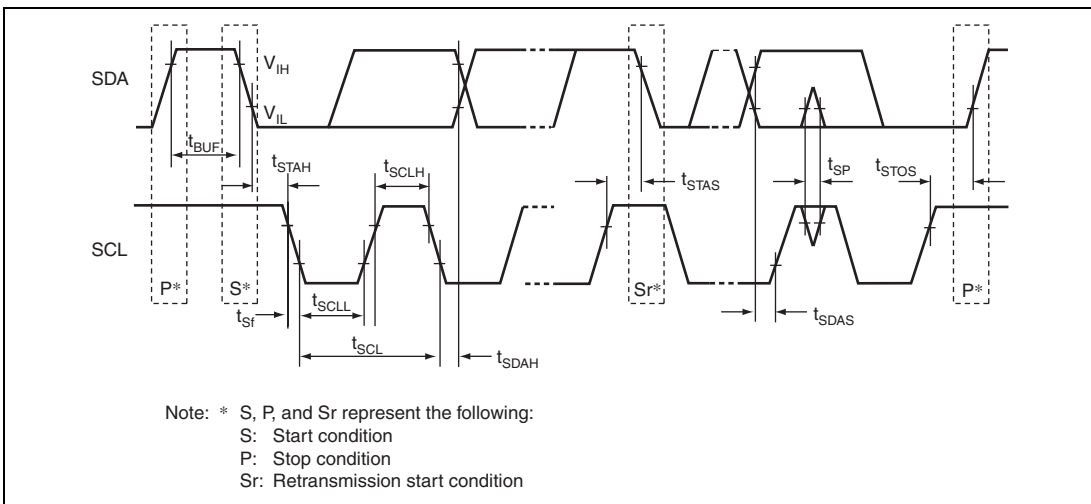 SDA
V_IH
V_IL
t_BUF
t_STAH
t_SCLH
t_STAS
t_SP
t_STOS
SCL
P*
S*
Sr*
P*
t_Sf
t_SCLL
t_SCL
t_SDAH
t_SDAS
Note: * S, P, and Sr represent the following:
S: Start condition
P: Stop condition
Sr: Retransmission start condition